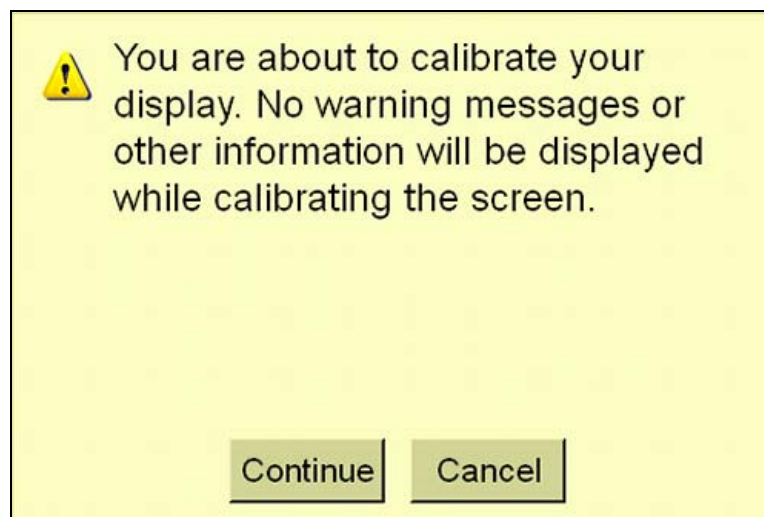 You are about to calibrate your
display. No warning messages or
other information will be displayed
while calibrating the screen.
Continue Cancel